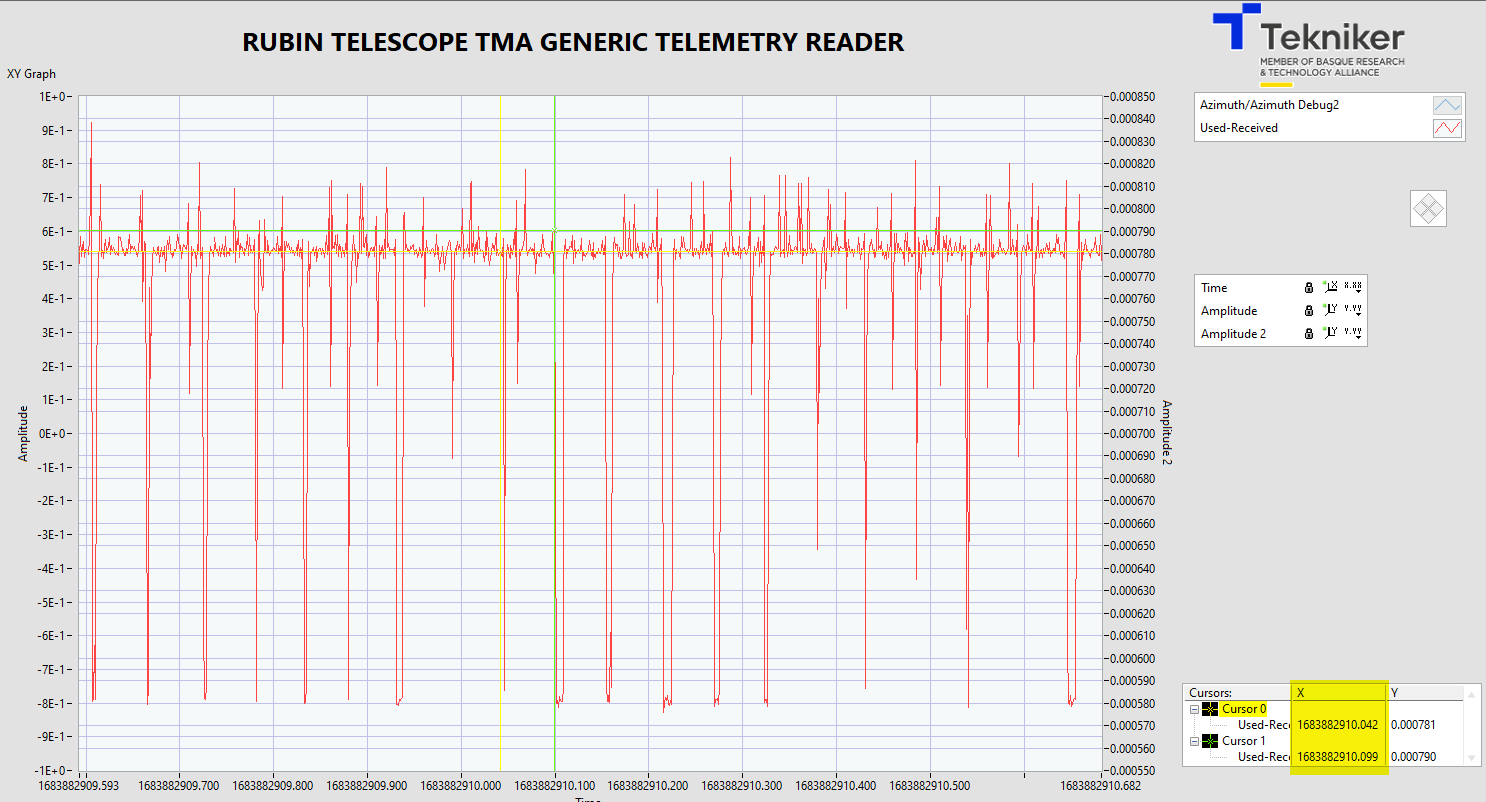 RUBIN TELESCOPE TMA GENERIC TELEMETRY READER
Tekniker
MEMBER OF BASQUE RESEARCH
& TECHNOLOGY ALLIANCE
XY Graph
1E+0
9E-1
8E-1
7E-1
6E-1
5E-1
4E-1
3E-1
2E-1
1E-1
0E+0
-1E-1
-2E-1
-3E-1
-4E-1
-5E-1
-6E-1
-7E-1
-8E-1
-9E-1
-1E+0
Amplitude
0.000850
0.000840
0.000830
0.000820
0.000810
0.000800
0.000790
0.000780
0.000770
0.000760
0.000750
0.000740
0.000730
0.000720
0.000710
0.000700
0.000690
0.000680
0.000670
0.000660
0.000650
0.000640
0.000630
0.000620
0.000610
0.000600
0.000590
0.000580
0.000570
0.000560
0.000550
Amplitude 2
1683882909.593 1683882909.700 1683882909.800 1683882909.900 1683882910.000 1683882910.100 1683882910.200 1683882910.300 1683882910.400 1683882910.500 1683882910.682
Time
Azimuth/Azimuth Debug2
Used-Received
Time
Amplitude
Amplitude 2
Cursors: X Y
Cursor 0
Used-Rece 1683882910.042 0.000781
Cursor 1
Used-Rece 1683882910.099 0.000790